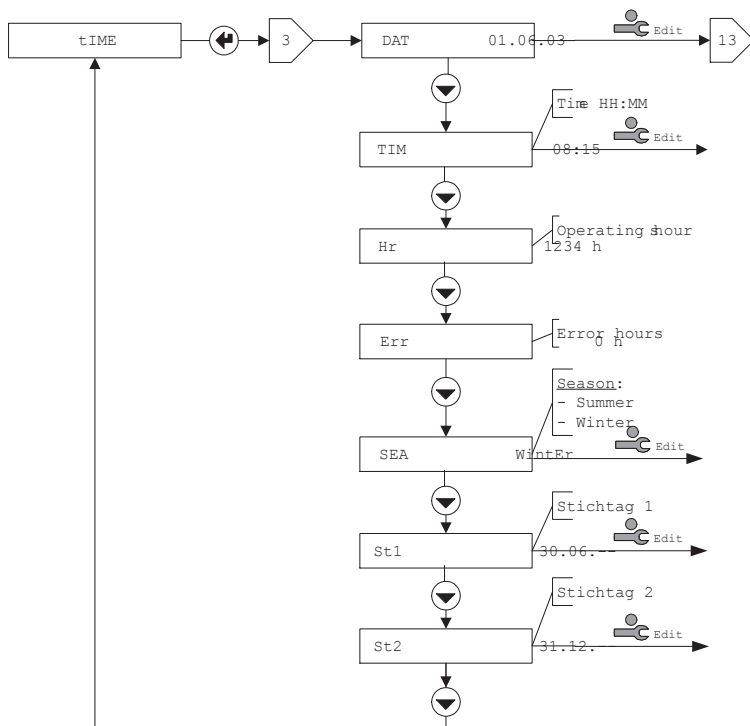 tIME
3
DAT 01.06.03
Edit
13
Time HH:MM
Edit
TIM 08:15
Operating hours
Hr 1234 h
Error hours
Err 0 h
Season:
- Summer
- Winter
Edit
SEA WintEr
Stichtag 1
Edit
St1 30.06.--
Stichtag 2
Edit
St2 31.12.--